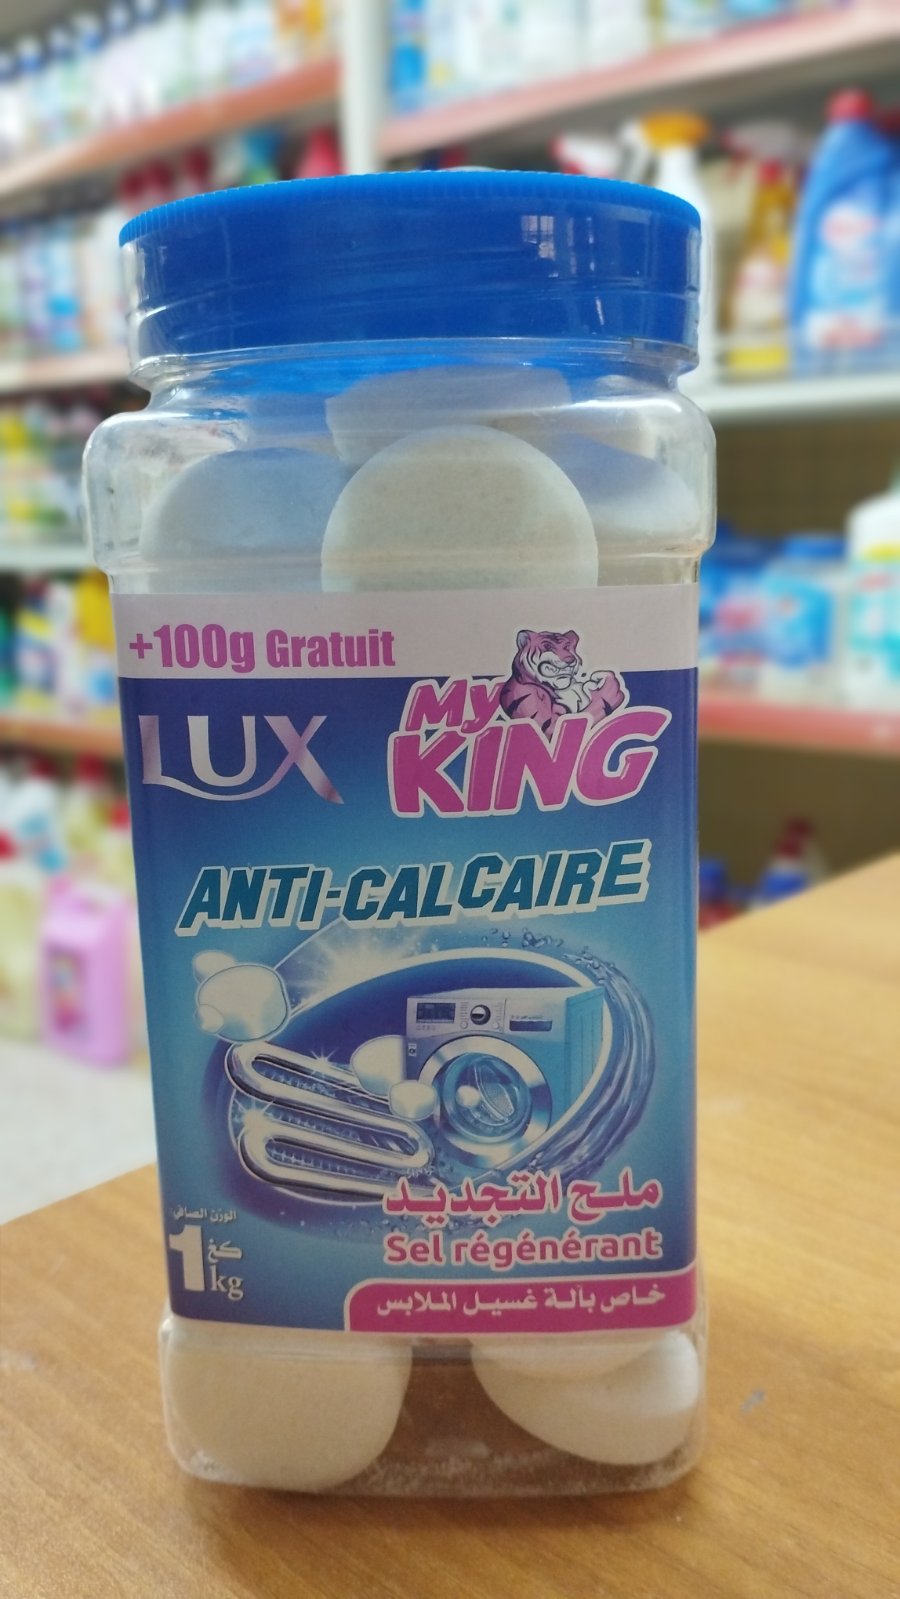 +100g Gratuit
LUX
My
KING
ANTI-CALCAIRE
ملح التجديد
Sel régénérant
الوزن الصافي
1 كغ
kg
خاص بآلة غسيل الملابس